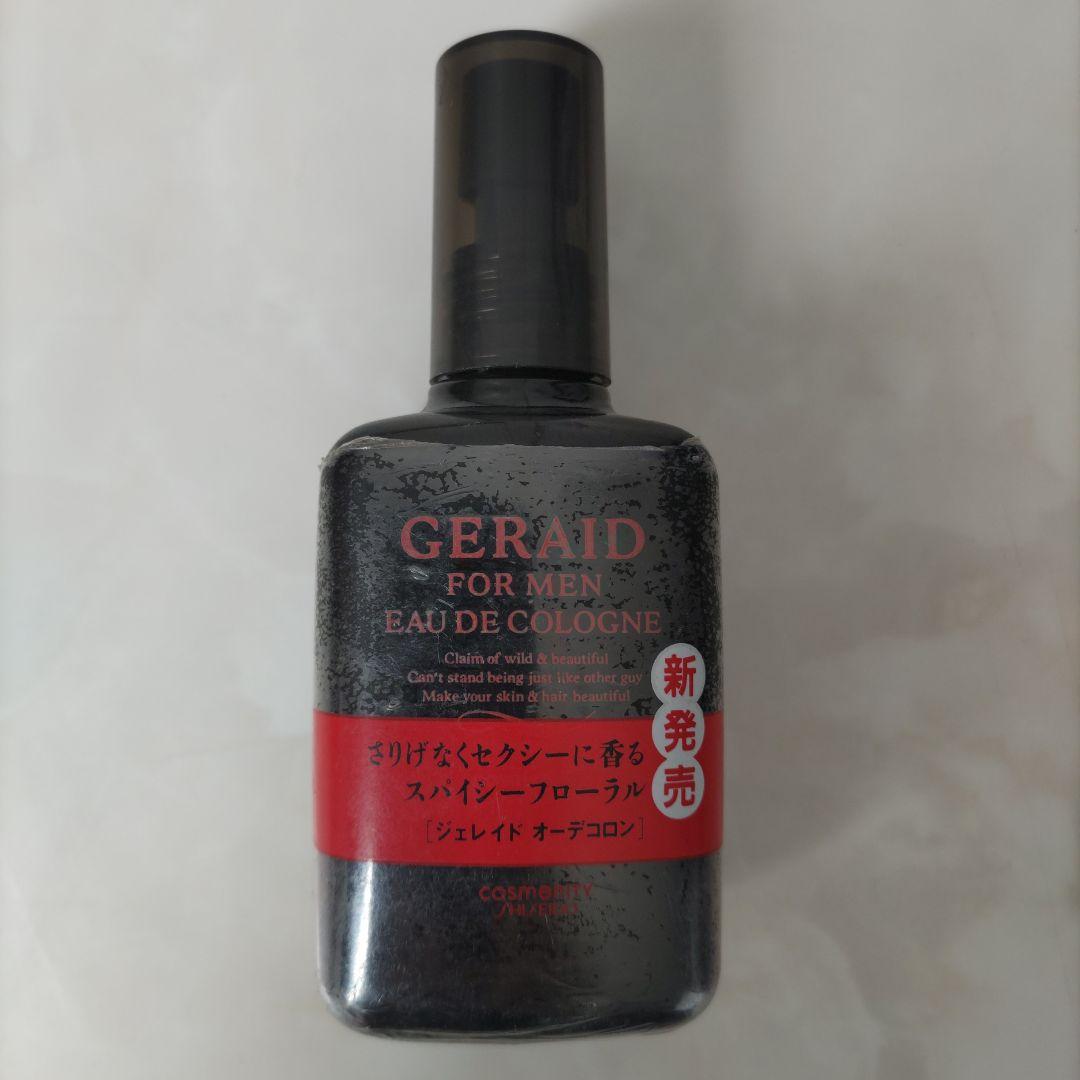 GERAID
FOR MEN
EAU DE COLOGNE
Claim of wild & beautiful
Can't stand being just like other guy
Make your skin & hair beautiful
新発売
さりげなくセクシーに香る
スパイシーフローラル
[ジェレイド オーデコロン]
cosmeNITY
SHISEIDO